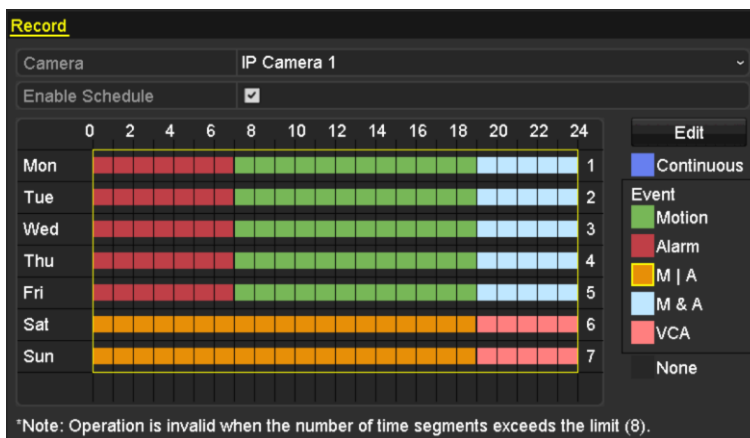 Record
Camera IP Camera 1
Enable Schedule
0 2 4 6 8 10 12 14 16 18 20 22 24
Edit
Mon 1
Continuous
Tue 2
Event
Motion
Wed 3
Alarm
Thu 4
M | A
Fri 5
M & A
Sat 6
VCA
Sun 7
None
*Note: Operation is invalid when the number of time segments exceeds the limit (8).